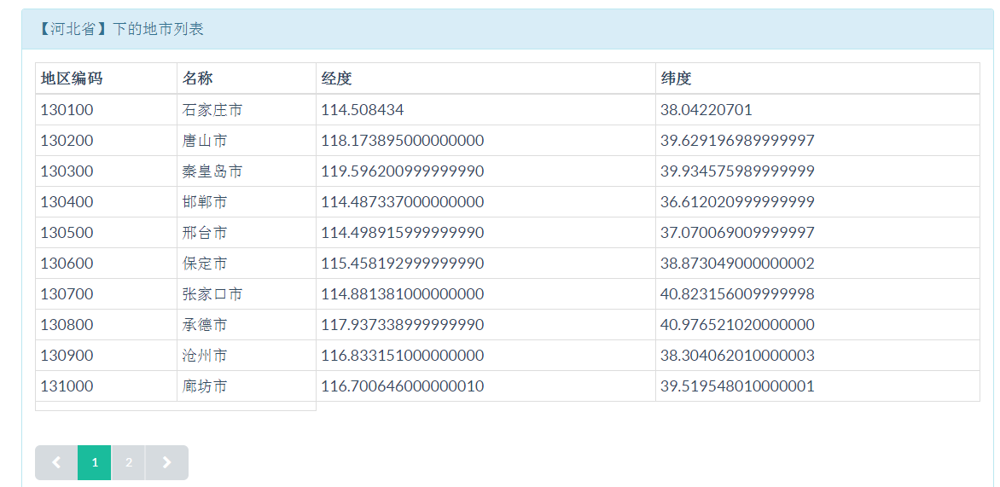 【河北省】下的地市列表
地区编码 名称 经度 纬度
130100 石家庄市 114.508434 38.04220701
130200 唐山市 118.173895000000000 39.629196989999997
130300 秦皇岛市 119.596200999999990 39.934575989999999
130400 邯郸市 114.487337000000000 36.612020999999999
130500 邢台市 114.498915999999990 37.070069009999997
130600 保定市 115.458192999999990 38.873049000000002
130700 张家口市 114.881381000000000 40.823156009999998
130800 承德市 117.937338999999990 40.976521020000000
130900 沧州市 116.833151000000000 38.304062010000003
131000 廊坊市 116.700646000000010 39.519548010000001
1 2